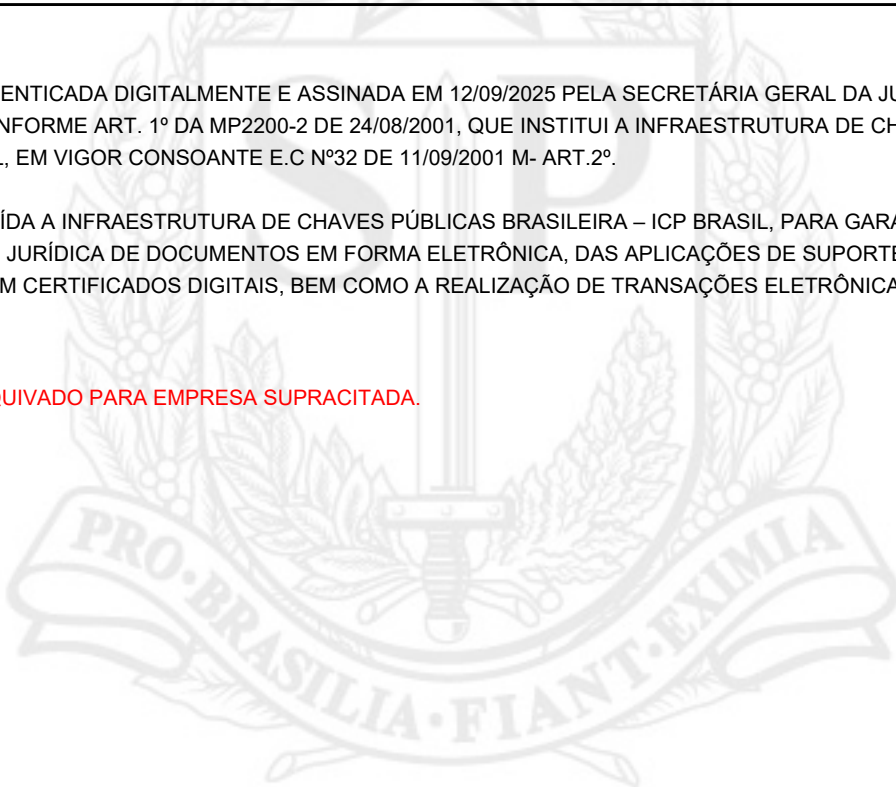 ENTICADA DIGITALMENTE E ASSINADA EM 12/09/2025 PELA SECRETÁRIA GERAL DA JU
NFORME ART. 1º DA MP2200-2 DE 24/08/2001, QUE INSTITUI A INFRAESTRUTURA DE CH
L, EM VIGOR CONSOANTE E.C Nº32 DE 11/09/2001 M- ART.2º.
ÍDA A INFRAESTRUTURA DE CHAVES PÚBLICAS BRASILEIRA – ICP BRASIL, PARA GARA
JURÍDICA DE DOCUMENTOS EM FORMA ELETRÔNICA, DAS APLICAÇÕES DE SUPORTE
M CERTIFICADOS DIGITAIS, BEM COMO A REALIZAÇÃO DE TRANSAÇÕES ELETRÔNICA
QUIVADO PARA EMPRESA SUPRACITADA.
SP
PRO·BRASILIA·FIANT·EXIMIA